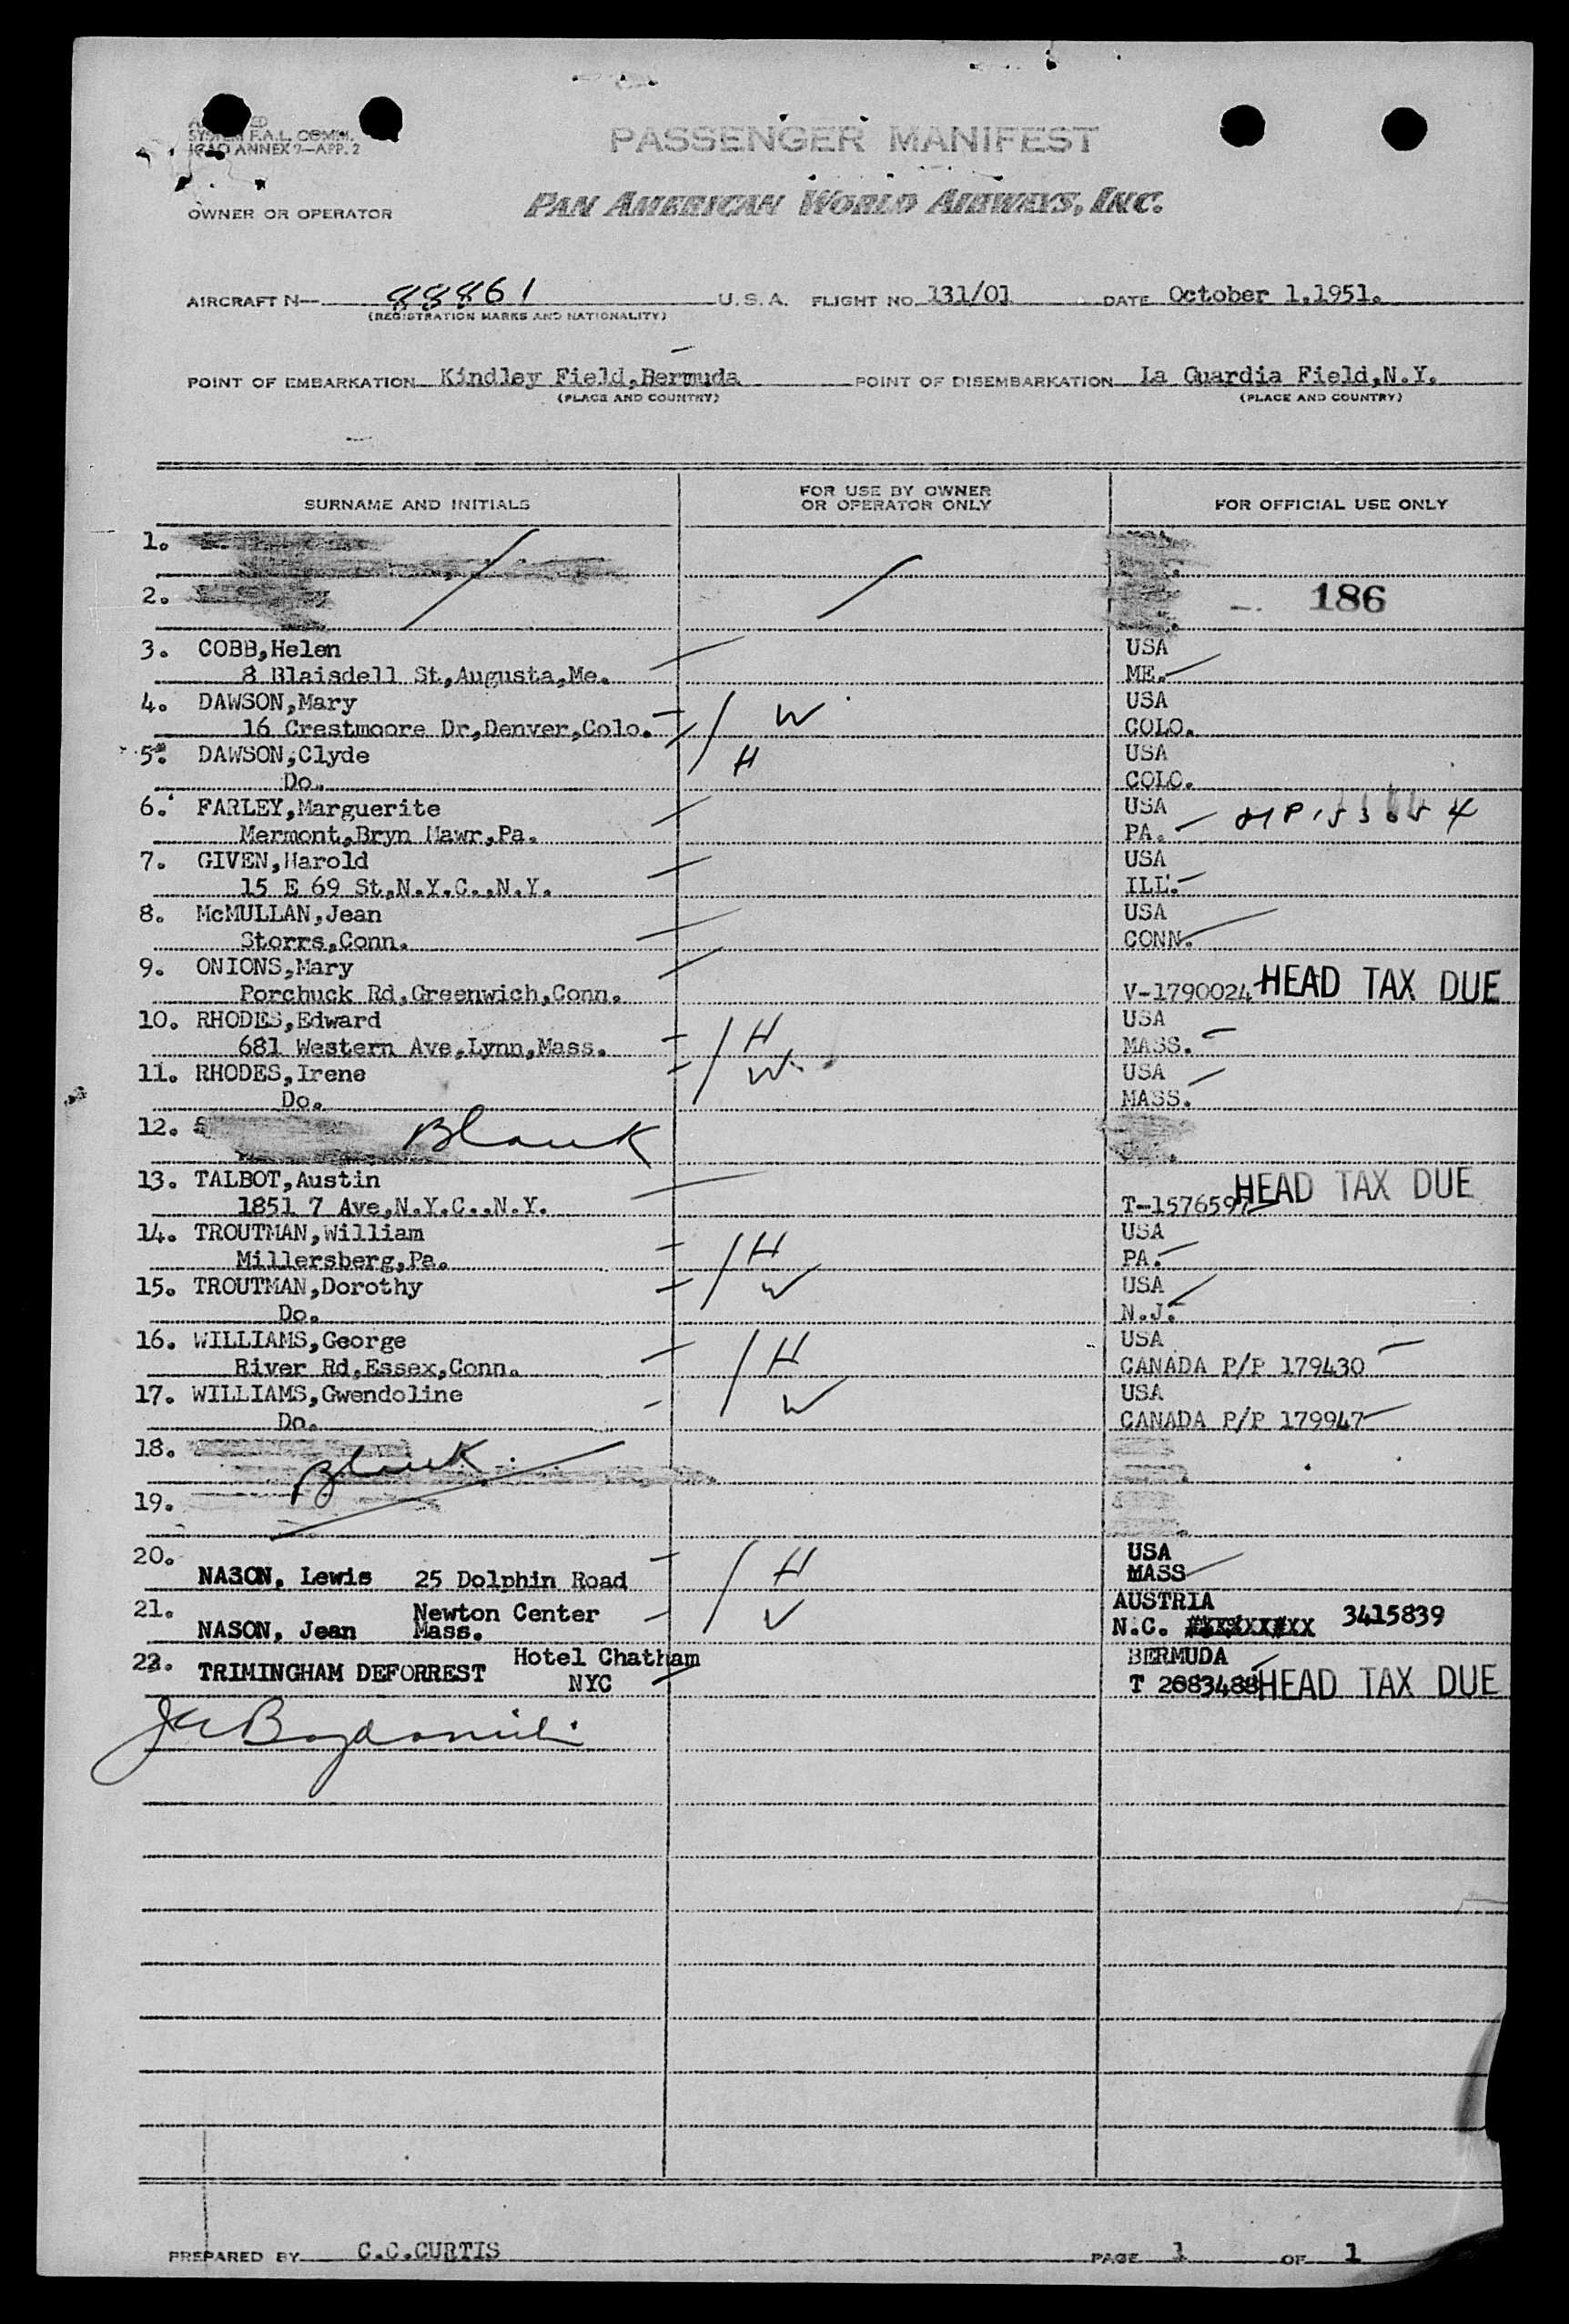 SYSTEM F.A.L. COMM.
ICAO ANNEX 9—APP. 2
PASSENGER MANIFEST
OWNER OR OPERATOR PAN AMERICAN WORLD AIRWAYS, INC.
AIRCRAFT N— 88861 U.S.A. FLIGHT NO. 131/01 DATE October 1,1951.
(REGISTRATION MARKS AND NATIONALITY)
POINT OF EMBARKATION Kindley Field,Bermuda POINT OF DISEMBARKATION La Guardia Field,N.Y.
(PLACE AND COUNTRY) (PLACE AND COUNTRY)
SURNAME AND INITIALS FOR USE BY OWNER OR OPERATOR ONLY FOR OFFICIAL USE ONLY
1.
2. 186
3. COBB,Helen USA
8 Blaisdell St,Augusta,Me. ME.
4. DAWSON,Mary W USA
16 Crestmoore Dr,Denver,Colo. COLO.
5. DAWSON,Clyde H USA
Do. COLO.
6. FARLEY,Marguerite USA
Mermont,Bryn Mawr,Pa. PA.
7. GIVEN,Harold USA
15 E 69 St,N.Y.C.,N.Y. ILL.
8. McMULLAN,Jean USA
Storrs,Conn. CONN.
9. ONIONS,Mary
Porchuck Rd,Greenwich,Conn. V-1790024 HEAD TAX DUE
10. RHODES,Edward H USA
681 Western Ave,Lynn,Mass. MASS.
11. RHODES,Irene W USA
Do. MASS.
12. Blank
13. TALBOT,Austin HEAD TAX DUE
1851 7 Ave,N.Y.C.,N.Y. T-1576597
14. TROUTMAN,William H USA
Millersberg,Pa. PA.
15. TROUTMAN,Dorothy W USA
Do. N.J.
16. WILLIAMS,George H USA
River Rd,Essex,Conn. CANADA P/P 179430
17. WILLIAMS,Gwendoline W USA
Do. CANADA P/P 179947
18. Blank
19.
20. H USA
NASON, Lewis 25 Dolphin Road MASS
21. Newton Center AUSTRIA
NASON, Jean Mass. N.C. 3415839
22. TRIMINGHAM DEFORREST Hotel Chatham BERMUDA
NYC T 2083488 HEAD TAX DUE
PREPARED BY C.C.CURTIS PAGE 1 OF 1